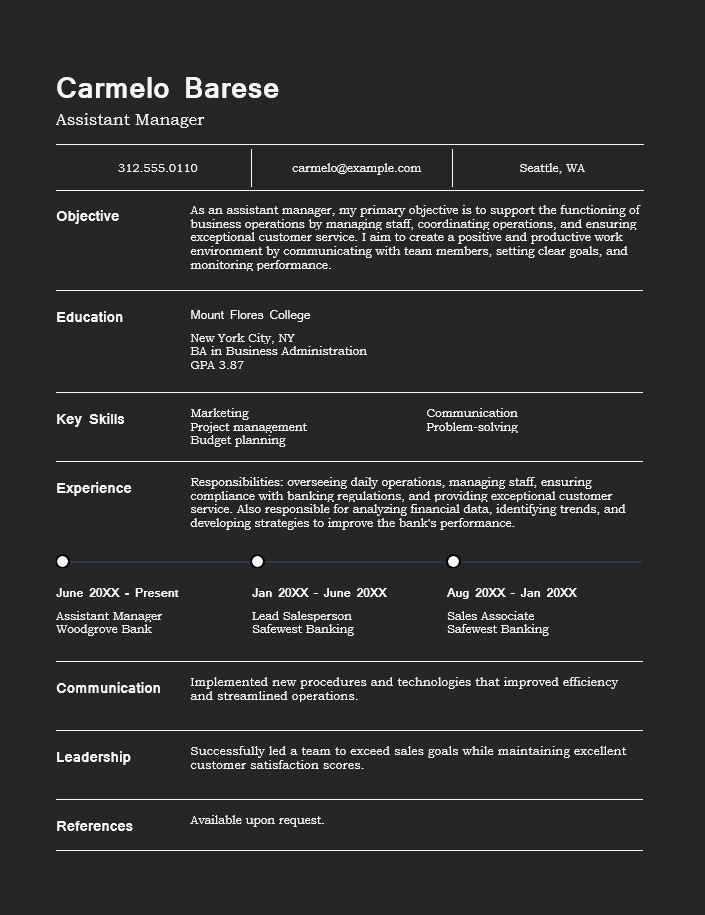 Carmelo Barese
Assistant Manager
312.555.0110
carmelo@example.com
Seattle, WA
Objective
As an assistant manager, my primary objective is to support the functioning of
business operations by managing staff, coordinating operations, and ensuring
exceptional customer service. I aim to create a positive and productive work
environment by communicating with team members, setting clear goals, and
monitoring performance.
Education
Mount Flores College
New York City, NY
BA in Business Administration
GPA 3.87
Key Skills
Marketing
Project management
Budget planning
Communication
Problem-solving
Experience
Responsibilities: overseeing daily operations, managing staff, ensuring
compliance with banking regulations, and providing exceptional customer
service. Also responsible for analyzing financial data, identifying trends, and
developing strategies to improve the bank's performance.
June 20XX - Present
Assistant Manager
Woodgrove Bank
Jan 20XX - June 20XX
Lead Salesperson
Safewest Banking
Aug 20XX - Jan 20XX
Sales Associate
Safewest Banking
Communication
Implemented new procedures and technologies that improved efficiency
and streamlined operations.
Leadership
Successfully led a team to exceed sales goals while maintaining excellent
customer satisfaction scores.
References
Available upon request.